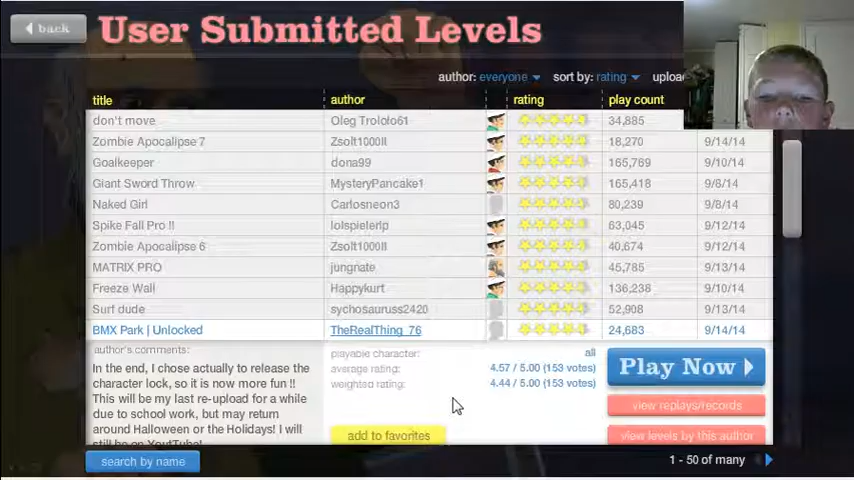 back
User Submitted Levels
author: everyone sort by: rating uploa
title author rating play count
don't move Oleg Trololo61 34,885
Zombie Apocalipse 7 Zsolt1000II 18,270 9/14/14
Goalkeeper dona99 165,769 9/10/14
Giant Sword Throw MysteryPancake1 165,418 9/8/14
Naked Girl Carlosneon3 80,239 9/8/14
Spike Fall Pro !! lolspielerlp 63,045 9/12/14
Zombie Apocalipse 6 Zsolt1000II 40,674 9/12/14
MATRIX PRO jungnate 45,785 9/13/14
Freeze Wall Happykurt 136,238 9/10/14
Surf dude sychosauruss2420 52,908 9/13/14
BMX Park | Unlocked TheRealThing_76 24,683 9/14/14
author's comments:
In the end, I chose actually to release the
character lock, so it is now more fun !!
This will be my last re-upload for a while
due to school work, but may return
around Halloween or the Holidays! I will
still be on YouTube!
playable character: all
average rating: 4.57 / 5.00 (153 votes)
weighted rating: 4.44 / 5.00 (153 votes)
add to favorites
Play Now
view replays/records
view levels by this author
search by name
1 - 50 of many